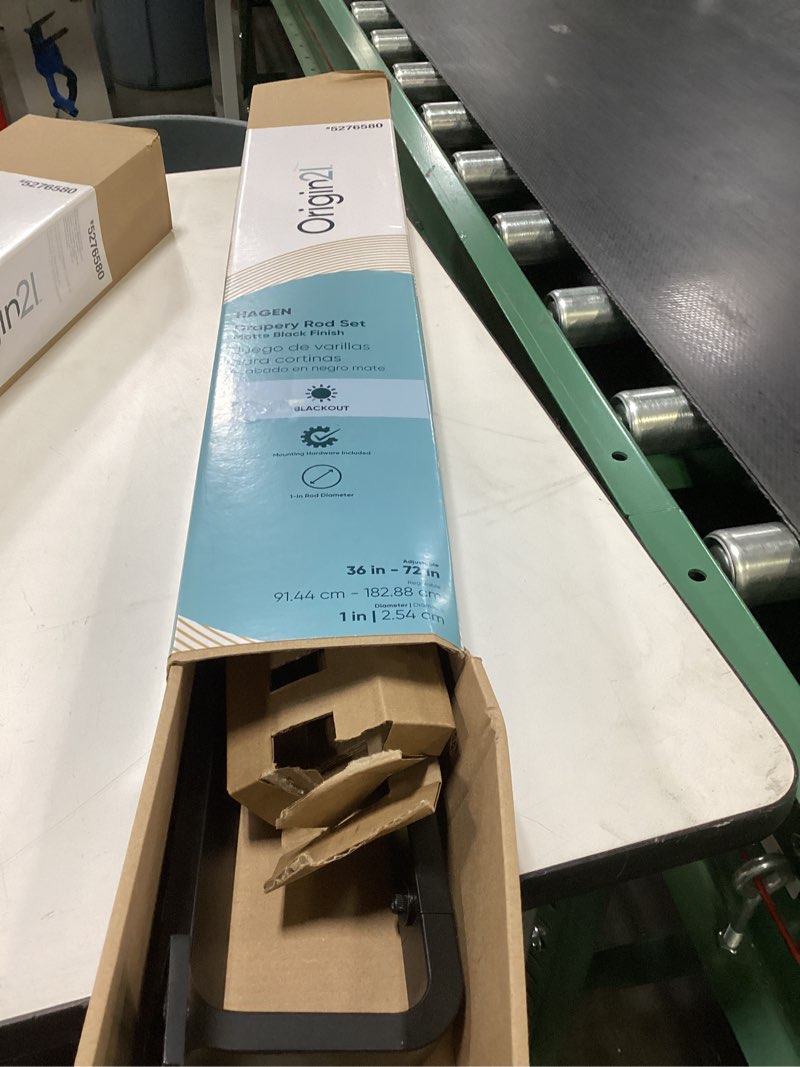 #5276580
Origin21
HAGEN
Drapery Rod Set
Matte Black Finish
Juego de varillas
para cortinas
Acabado en negro mate
BLACKOUT
Mounting Hardware Included
1-in Rod Diameter
Adjustable
36 in - 72 in
91.44 cm - 182.88 cm
Diameter |
1 in | 2.54 cm
#5276580
#5276580
in21